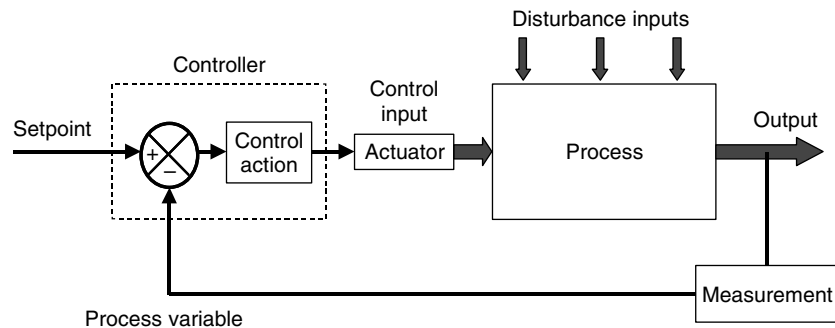 Disturbance inputs
Controller
Control
input
Setpoint
+
−
Control
action
Actuator
Process
Output
Measurement
Process variable